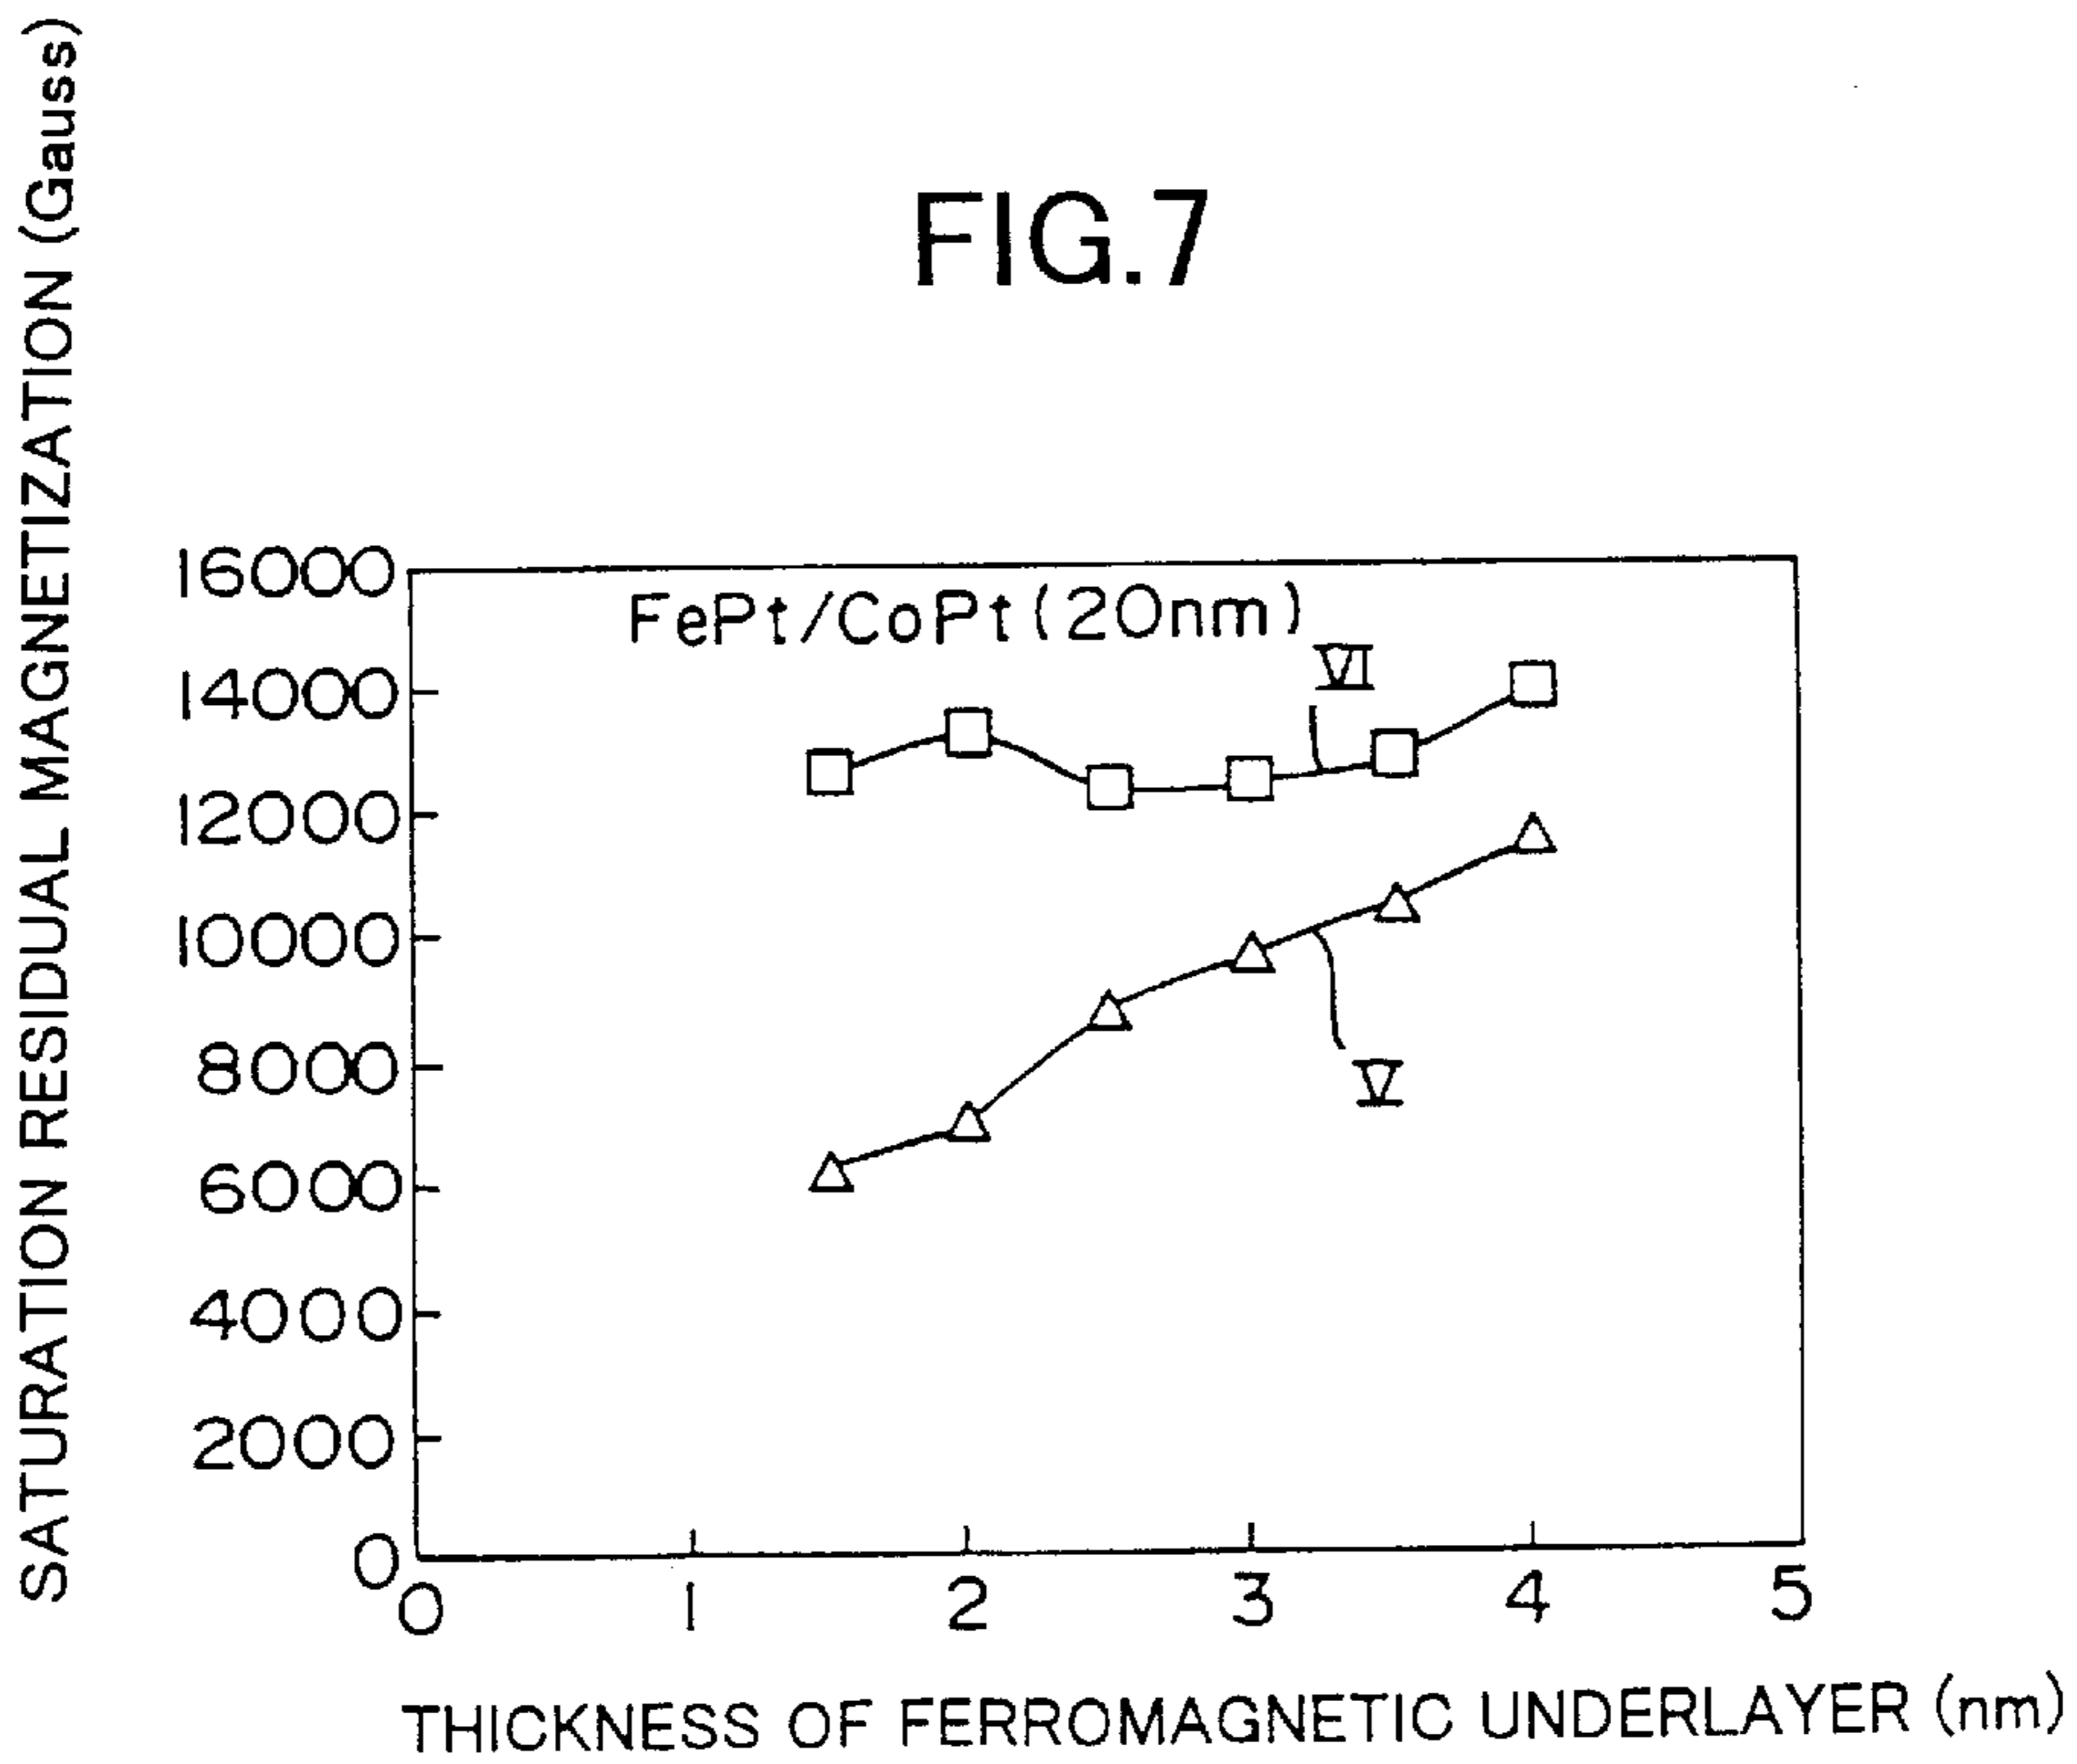 FIG.7
SATURATION RESIDUAL MAGNETIZATION (Gauss)
16000
14000
12000
10000
8000
6000
4000
2000
0
FePt/CoPt(20nm)
VI
V
0 1 2 3 4 5
THICKNESS OF FERROMAGNETIC UNDERLAYER (nm)